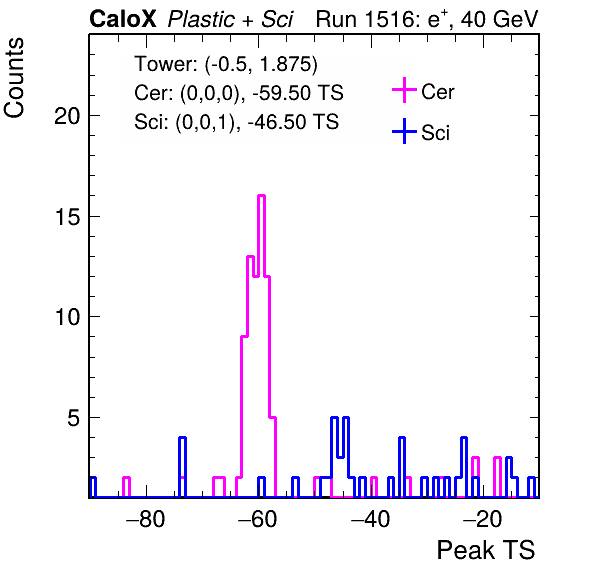 CaloX Plastic + Sci Run 1516: e+, 40 GeV
Counts
Tower: (-0.5, 1.875)
Cer: (0,0,0), -59.50 TS
Sci: (0,0,1), -46.50 TS
Cer
Sci
20
15
10
5
−80 −60 −40 −20
Peak TS